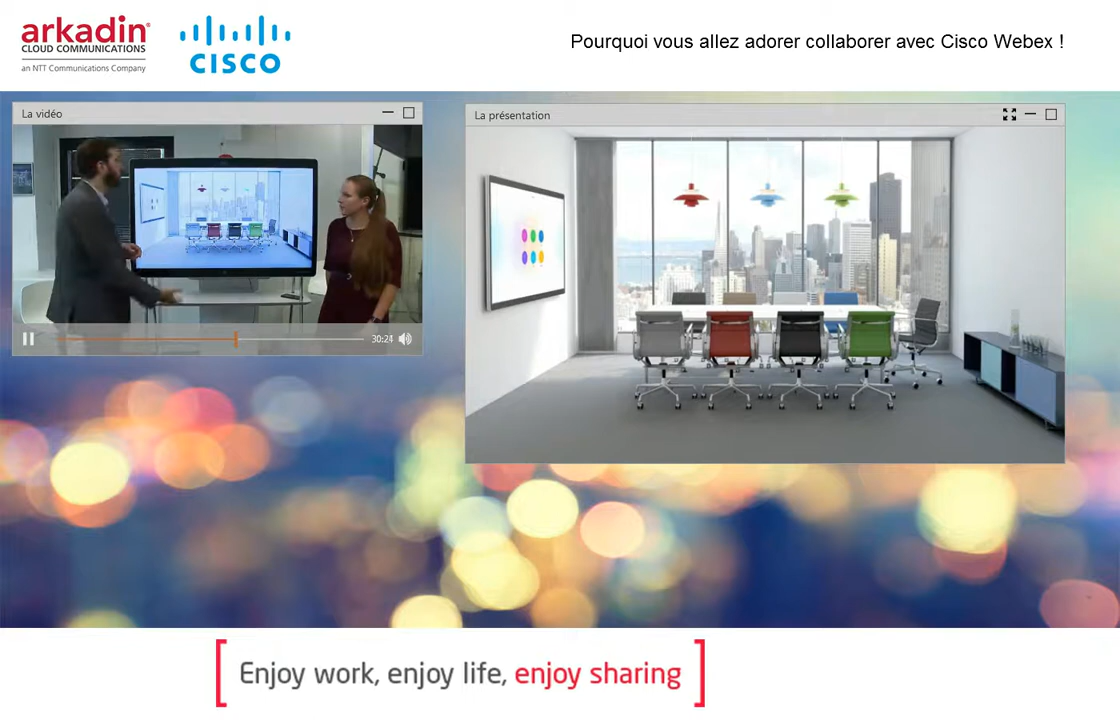 arkadin
CLOUD COMMUNICATIONS
an NTT Communications Company
CISCO
Pourquoi vous allez adorer collaborer avec Cisco Webex !
La vidéo
La présentation
30:24
Enjoy work, enjoy life, enjoy sharing